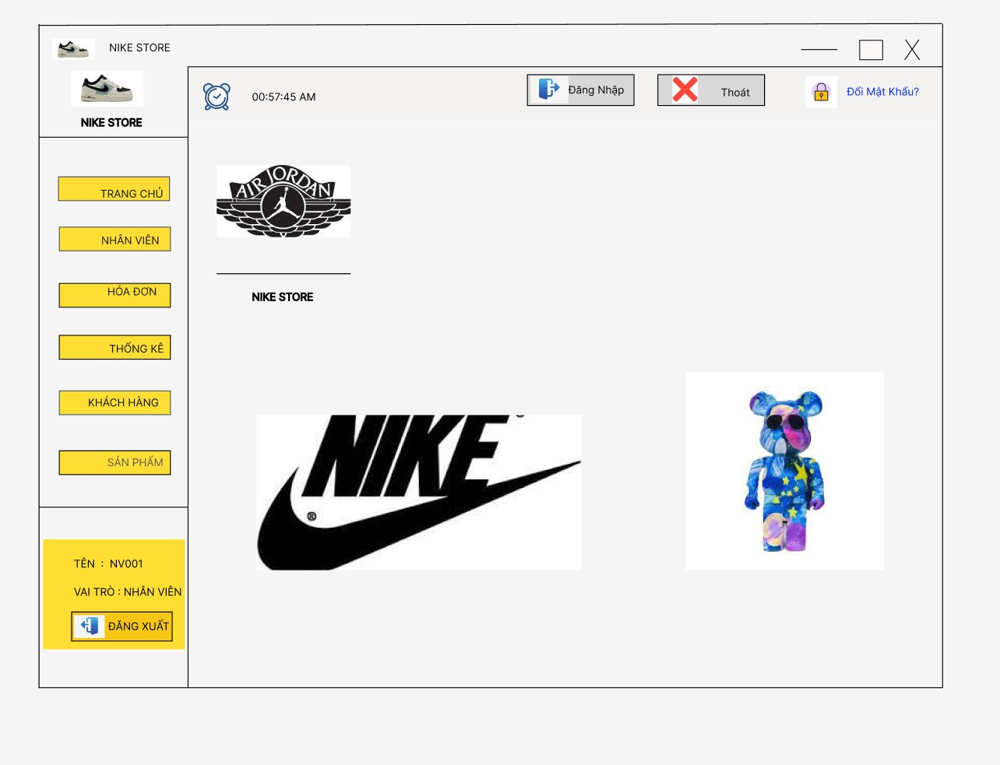 NIKE STORE
X
NIKE STORE
00:57:45 AM
Đăng Nhập
Thoát
Đổi Mật Khẩu?
TRANG CHỦ
NHÂN VIÊN
HÓA ĐƠN
THỐNG KÊ
KHÁCH HÀNG
SẢN PHẨM
TÊN : NV001
VAI TRÒ : NHÂN VIÊN
ĐĂNG XUẤT
AIR JORDAN
NIKE STORE
NIKE
®